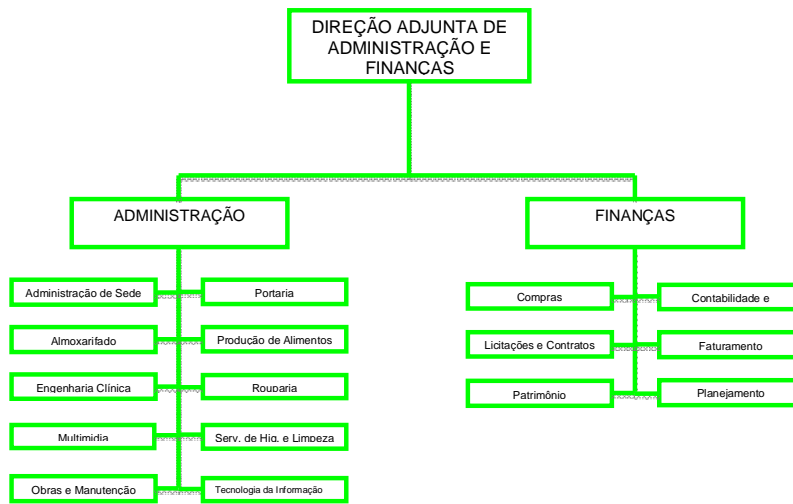 DIREÇÃO ADJUNTA DE
ADMINISTRAÇÃO E
FINANCAS
ADMINISTRAÇÃO
FINANÇAS
Administração de Sede
Portaria
Compras
Contabilidade e
Almoxarifado
Produção de Alimentos
Licitações e Contratos
Faturamento
Engenharia Clínica
Rouparia
Patrimônio
Planejamento
Multimidia
Serv. de Hig. e Limpeza
Obras e Manutenção
Tecnologia da Informação